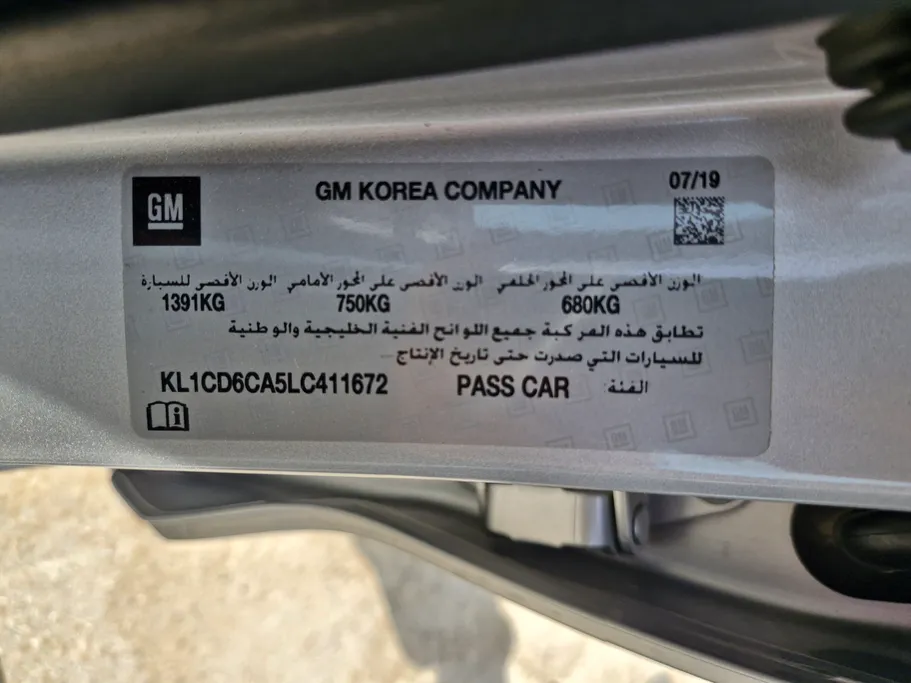 GM
GM KOREA COMPANY
07/19
الوزن الأقصى على المحور الخلفي الوزن الأقصى على المحور الأمامي الوزن الأقصى للسيارة
680KG 750KG 1391KG
تطابق هذه المركبة جميع اللوائح الفنية الخليجية والوطنية
للسيارات التي صدرت حتى تاريخ الإنتاج
KL1CD6CA5LC411672 PASS CAR الفئة: